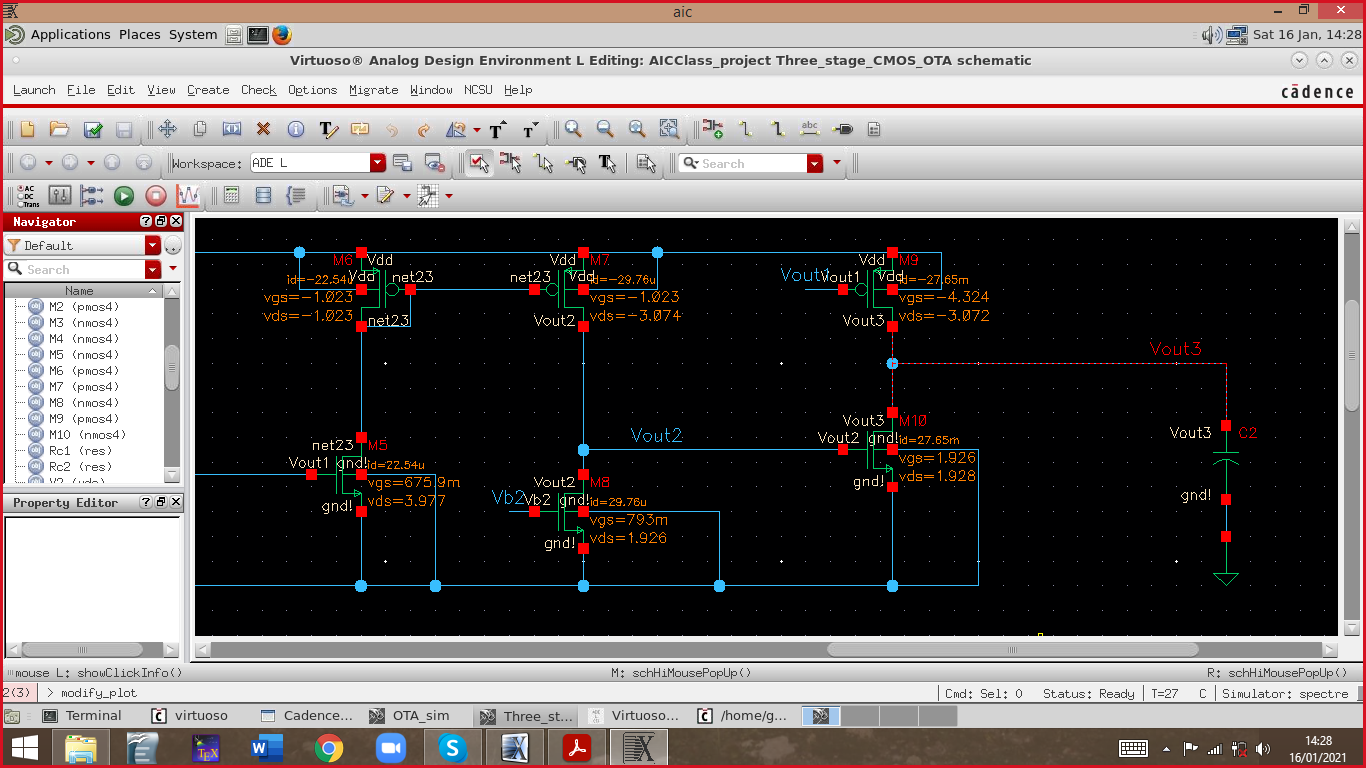 aic
Applications Places System
Sat 16 Jan, 14:28
Virtuoso® Analog Design Environment L Editing: AICClass_project Three_stage_CMOS_OTA schematic
Launch File Edit View Create Check Options Migrate Window NCSU Help
cādence
Workspace: ADE L
Search
AC
DC
Trans
Navigator
Default
Search
Name
M2 (pmos4)
M3 (nmos4)
M4 (nmos4)
M5 (nmos4)
M6 (pmos4)
M7 (pmos4)
M8 (nmos4)
M9 (pmos4)
M10 (nmos4)
Rc1 (res)
Rc2 (res)
Property Editor
M6 Vdd
id=-22.54u
Vdd
net23
vgs=-1.023
vds=-1.023
net23
Vdd M7
net23 Vdd
id=-29.76u
vgs=-1.023
vds=-3.074
Vout2
Vdd M9
Vout1 Vdd
id=-27.65m
vgs=-4.324
vds=-3.072
Vout3
Vout3
net23 M5
Vout1 gnd!
id=22.54u
vgs=675.9m
vds=3.977
gnd!
Vout2
Vout2 M8
Vb2 Vb2 gnd!
id=29.76u
vgs=793m
vds=1.926
gnd!
Vout3 M10
Vout2 gnd!
id=27.65m
vgs=1.926
vds=1.928
gnd!
Vout3 C2
gnd!
mouse L: showClickInfo()
M: schHiMousePopUp()
R: schHiMousePopUp()
2(3) > modify_plot
Cmd: Sel: 0 Status: Ready T=27 C Simulator: spectre
Terminal virtuoso Cadence... OTA_sim Three_st... Virtuoso... /home/g...
14:28
16/01/2021